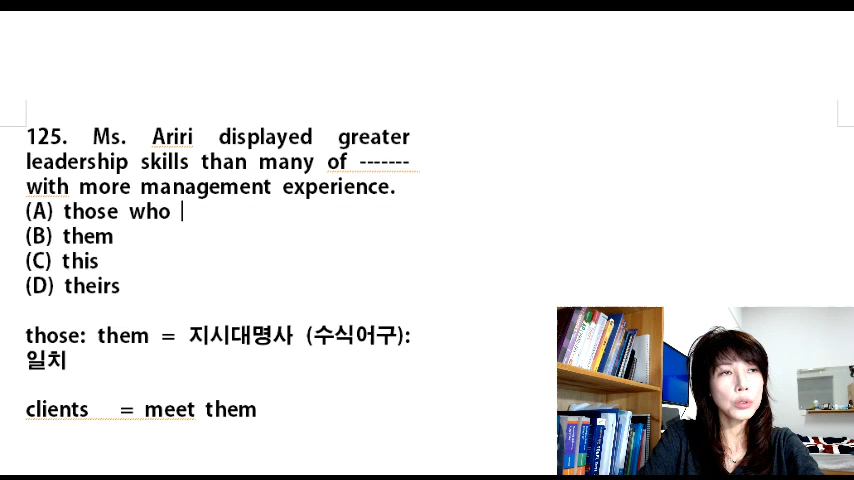 125. Ms. Ariri displayed greater
leadership skills than many of -------
with more management experience.
(A) those who
(B) them
(C) this
(D) theirs
those: them = 지시대명사 (수식어구):
일치
clients = meet them